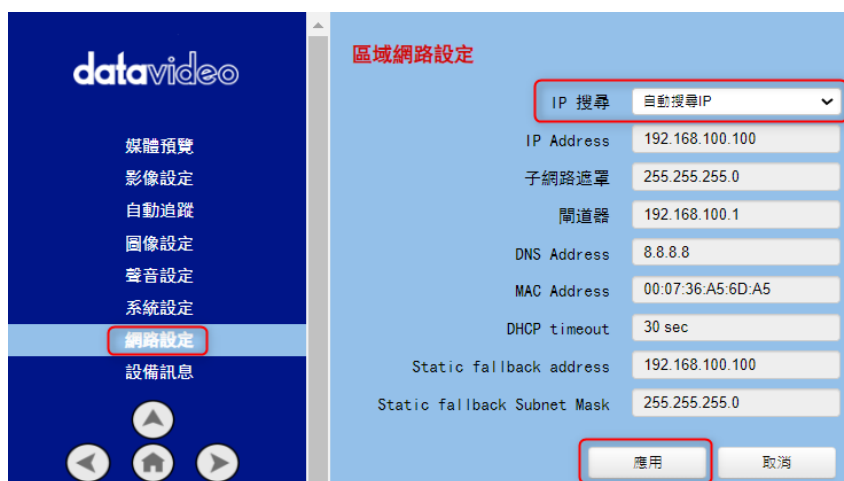 datavideo
媒體預覽
影像設定
自動追蹤
圖像設定
聲音設定
系統設定
網路設定
設備訊息
區域網路設定
IP 搜尋 自動搜尋IP
IP Address 192.168.100.100
子網路遮罩 255.255.255.0
閘道器 192.168.100.1
DNS Address 8.8.8.8
MAC Address 00:07:36:A5:6D:A5
DHCP timeout 30 sec
Static fallback address 192.168.100.100
Static fallback Subnet Mask 255.255.255.0
應用 取消